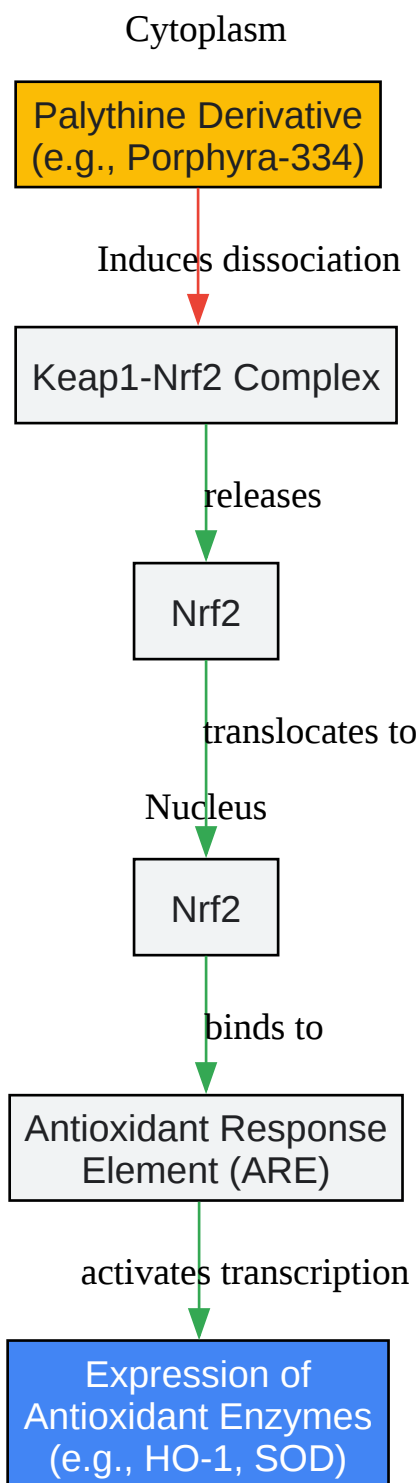 Cytoplasm
Palythine Derivative
(e.g., Porphyra-334)
Induces dissociation
Keap1-Nrf2 Complex
releases
Nrf2
translocates to
Nucleus
Nrf2
binds to
Antioxidant Response
Element (ARE)
activates transcription
Expression of
Antioxidant Enzymes
(e.g., HO-1, SOD)